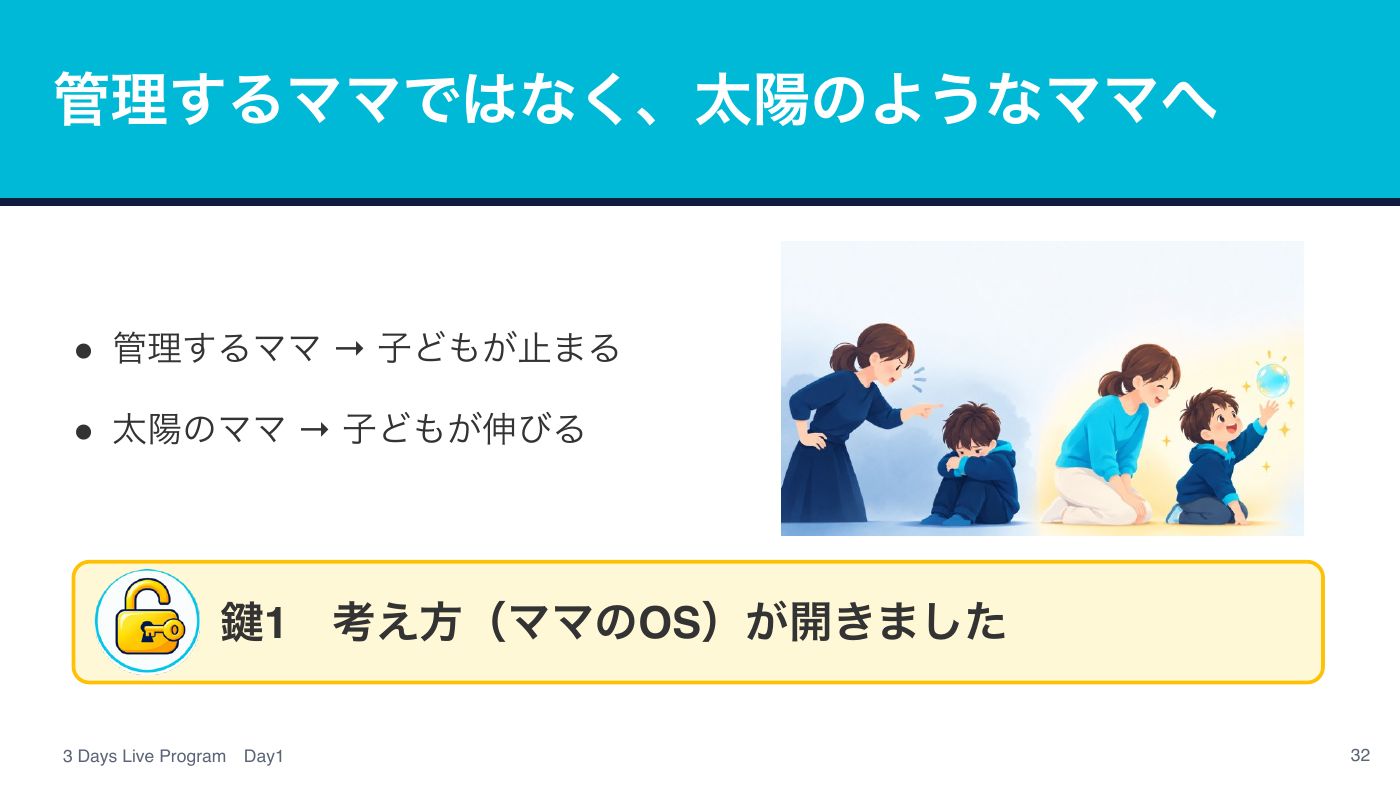 管理するママではなく、太陽のようなママへ
● 管理するママ → 子どもが止まる
● 太陽のママ → 子どもが伸びる
鍵1　考え方（ママのOS）が開きました
3 Days Live Program　Day1
32